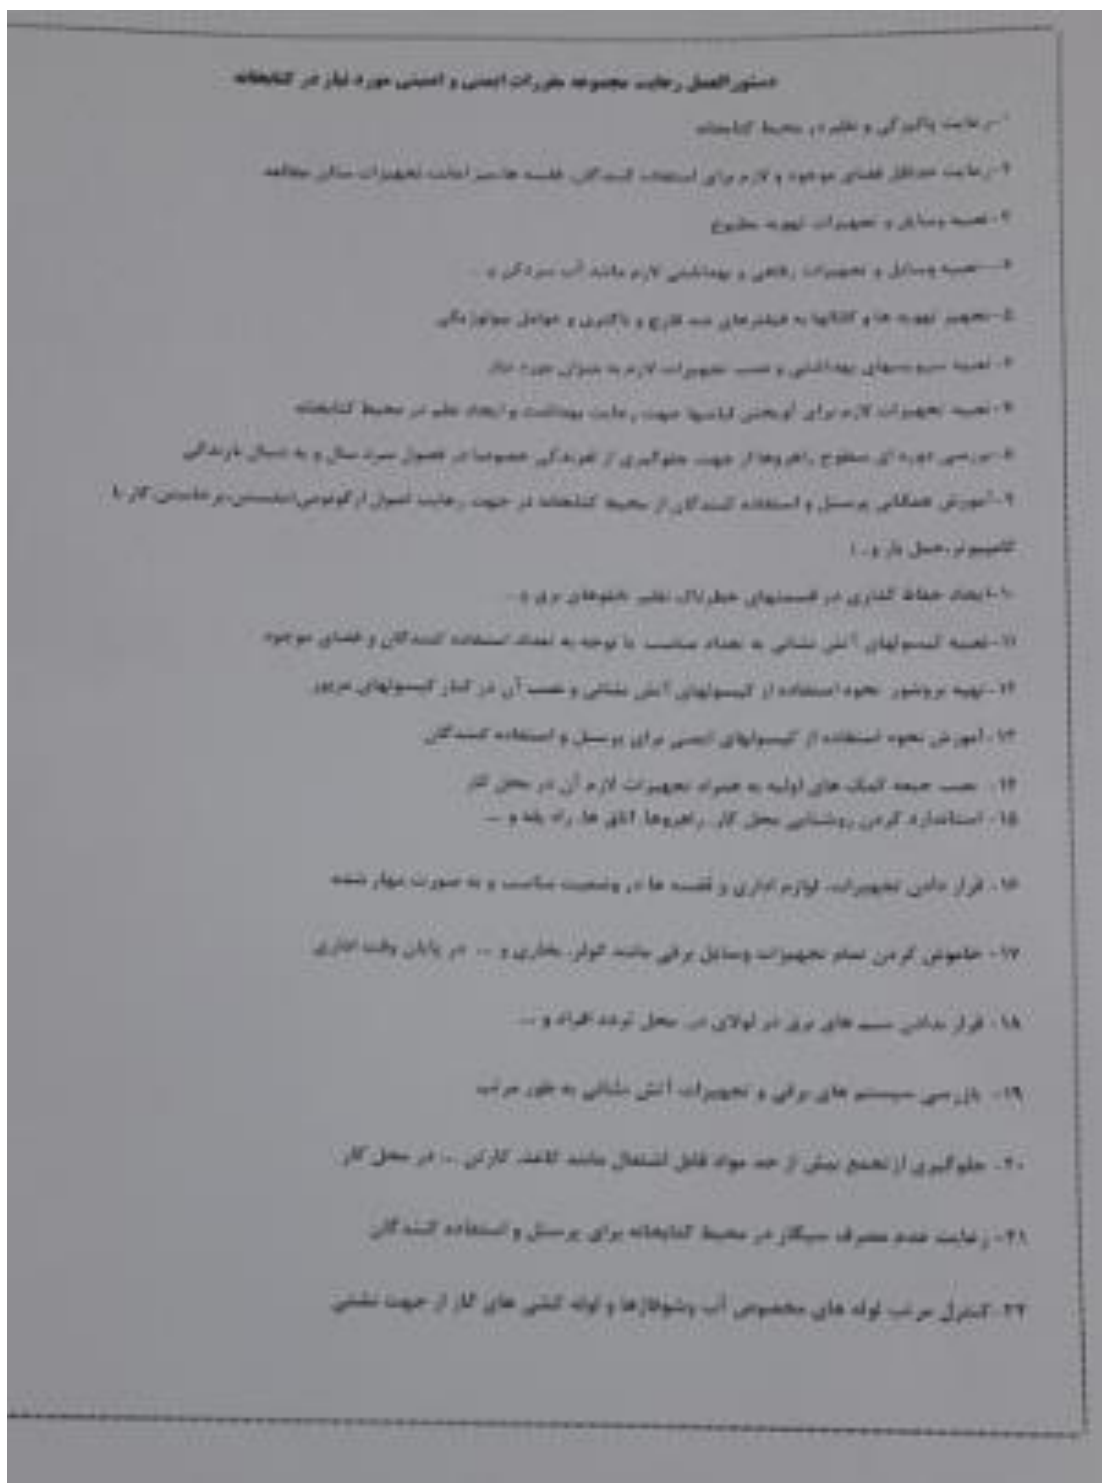 دستورالعمل رعایت مجموعه مقررات ایمنی و امنیتی مورد نیاز در کتابخانه
۱-رعایت پاکیزگی و نظم در محیط کتابخانه
۲-رعایت حداقل فضای موجود و لازم برای استفاده کنندگان، قفسه ها، میز امانت، تجهیزات سالن مطالعه
۳-تعبیه وسایل و تجهیزات تهویه مطبوع
۴-تعبیه وسایل و تجهیزات رفاهی و بهداشتی لازم مانند آب سردکن و ..
۵-تجهیز تهویه ها و کانالها به فیلترهای ضد قارچ و باکتری و عوامل بیولوژیکی
۶-تعبیه سرویسهای بهداشتی و نصب تجهیزات لازم به میزان مورد نیاز
۷-تعبیه تجهیزات لازم برای آویختن لباسها جهت رعایت بهداشت و ایجاد نظم در محیط کتابخانه
۸-بررسی دوره ای سطوح راهروها از جهت جلوگیری از لغزندگی خصوصا در فصول سرد سال و به دنبال بارندگی
۹-آموزش همگانی پرسنل و استفاده کنندگان از محیط کتابخانه در جهت رعایت اصول ارگونومی(نشستن،برخاستن،کار با
کامپیوتر،حمل بار و..)
۱۰-ایجاد حفاظ گذاری در قسمتهای خطرناک نظیر تابلوهای برق و..
۱۱-تعبیه کپسولهای آتش نشانی به تعداد مناسب با توجه به تعداد استفاده کنندگان و فضای موجود
۱۲-تهیه بروشور نحوه استفاده از کپسولهای آتش نشانی و نصب آن در کنار کپسولهای مزبور
۱۳-آموزش نحوه استفاده از کپسولهای ایمنی برای پرسنل و استفاده کنندگان
۱۴- نصب جعبه کمک های اولیه به همراه تجهیزات لازم آن در محل کار
۱۵- استاندارد کردن روشنایی محل کار، راهروها، اتاق ها، راه پله و ...
۱۶- قرار دادن تجهیزات، لوازم اداری و قفسه ها در وضعیت مناسب و به صورت مهار شده
۱۷- خاموش کردن تمام تجهیزات وسایل برقی مانند کولر، بخاری و ... در پایان وقت اداری
۱۸- قرار ندادن سیم های برق در لولای در، محل تردد افراد و ...
۱۹- بازرسی سیستم های برقی و تجهیزات آتش نشانی به طور مرتب
۲۰- جلوگیری از تجمع بیش از حد مواد قابل اشتعال مانند کاغذ، کارتن ... در محل کار
۲۱- رعایت عدم مصرف سیگار در محیط کتابخانه برای پرسنل و استفاده کنندگان
۲۲- کنترل مرتب لوله های مخصوص آب وشوفاژها و لوله کشی های گاز از جهت نشتی